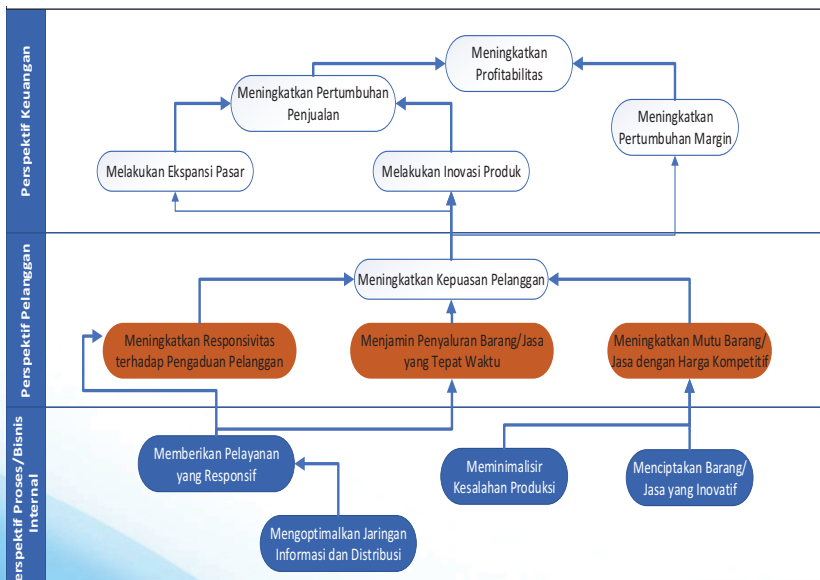 Perspektif Keuangan
Meningkatkan
Profitabilitas
Meningkatkan Pertumbuhan
Penjualan
Meningkatkan
Pertumbuhan Margin
Melakukan Ekspansi Pasar
Melakukan Inovasi Produk
Perspektif Pelanggan
Meningkatkan Kepuasan Pelanggan
Meningkatkan Responsivitas
terhadap Pengaduan Pelanggan
Menjamin Penyaluran Barang/Jasa
yang Tepat Waktu
Meningkatkan Mutu Barang/
Jasa dengan Harga Kompetitif
Perspektif Proses/Bisnis
Internal
Memberikan Pelayanan
yang Responsif
Meminimalisir
Kesalahan Produksi
Menciptakan Barang/
Jasa yang Inovatif
Mengoptimalkan Jaringan
Informasi dan Distribusi